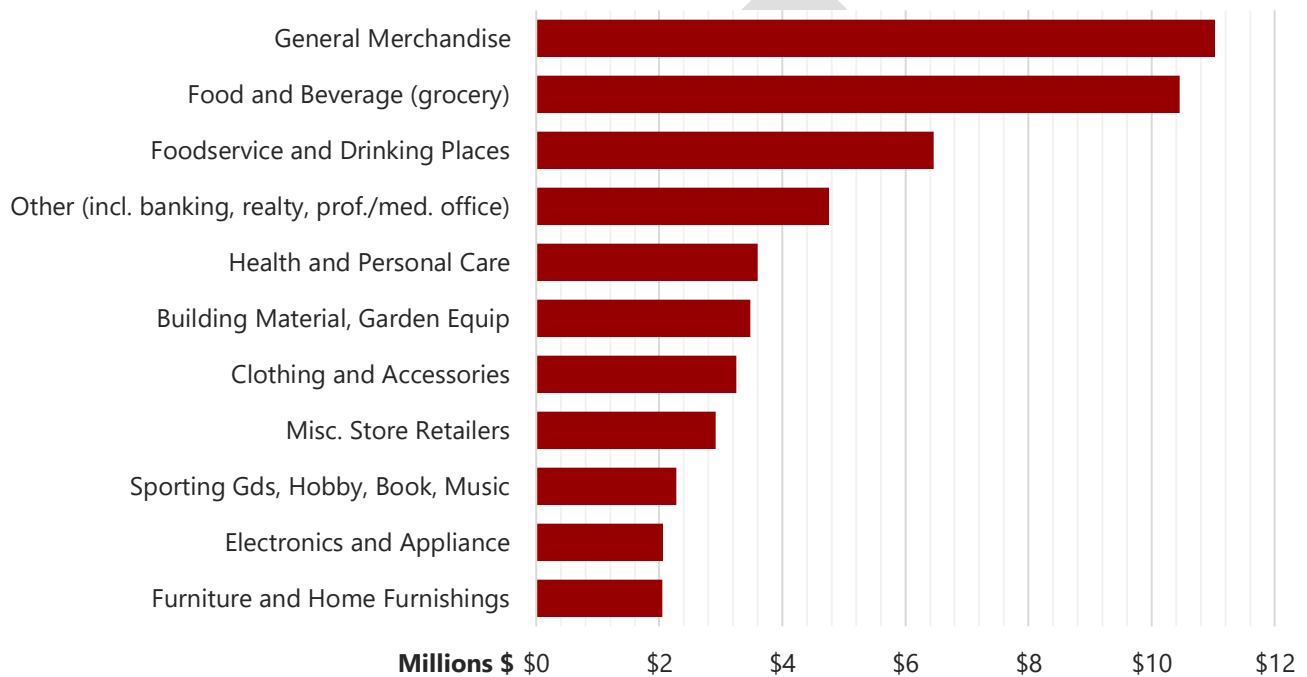 General Merchandise
Food and Beverage (grocery)
Foodservice and Drinking Places
Other (incl. banking, realty, prof./med. office)
Health and Personal Care
Building Material, Garden Equip
Clothing and Accessories
Misc. Store Retailers
Sporting Gds, Hobby, Book, Music
Electronics and Appliance
Furniture and Home Furnishings
Millions $ $0 $2 $4 $6 $8 $10 $12